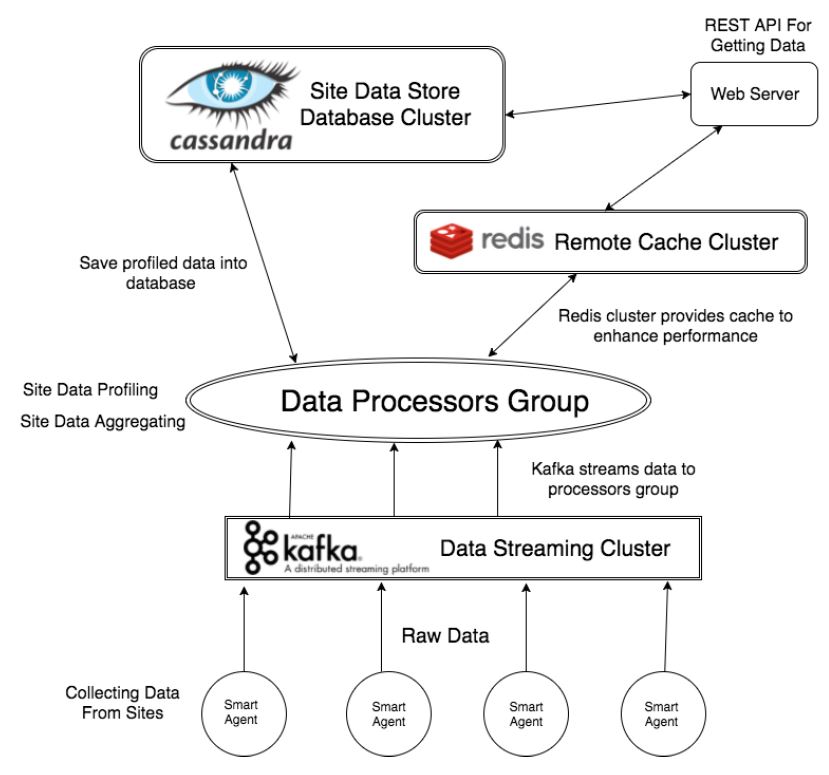 REST API For
Getting Data
Web Server
Site Data Store
Database Cluster
cassandra
redis Remote Cache Cluster
Save profiled data into
database
Redis cluster provides cache to
enhance performance
Site Data Profiling
Site Data Aggregating
Data Processors Group
Kafka streams data to
processors group
APACHE
kafka®
A distributed streaming platform
Data Streaming Cluster
Raw Data
Collecting Data
From Sites
Smart
Agent
Smart
Agent
Smart
Agent
Smart
Agent